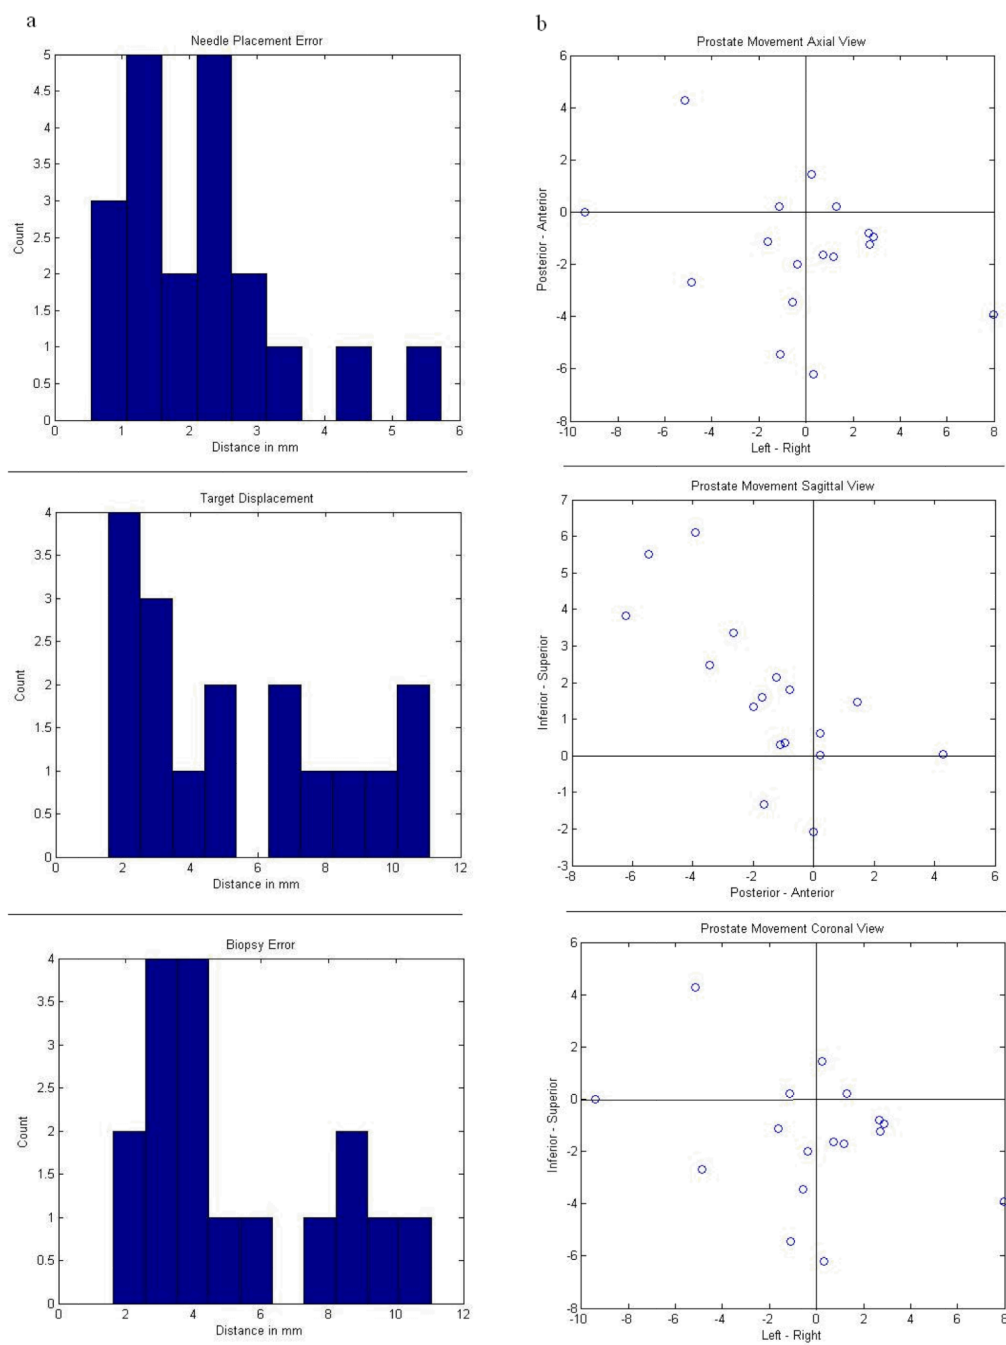 a
Needle Placement Error
5
4.5
4
3.5
3
2.5
2
1.5
1
0.5
0
Count
0 1 2 3 4 5 6
Distance in mm
Target Displacement
4
3.5
3
2.5
2
1.5
1
0.5
0
Count
0 2 4 6 8 10 12
Distance in mm
Biopsy Error
4
3.5
3
2.5
2
1.5
1
0.5
0
Count
0 2 4 6 8 10 12
Distance in mm
b
Prostate Movement Axial View
6
4
2
0
-2
-4
-6
-8
Posterior - Anterior
-10 -8 -6 -4 -2 0 2 4 6 8
Left - Right
Prostate Movement Sagittal View
7
6
5
4
3
2
1
0
-1
-2
-3
Inferior - Superior
-8 -6 -4 -2 0 2 4 6
Posterior - Anterior
Prostate Movement Coronal View
6
4
2
0
-2
-4
-6
-8
Inferior - Superior
-10 -8 -6 -4 -2 0 2 4 6 8
Left - Right